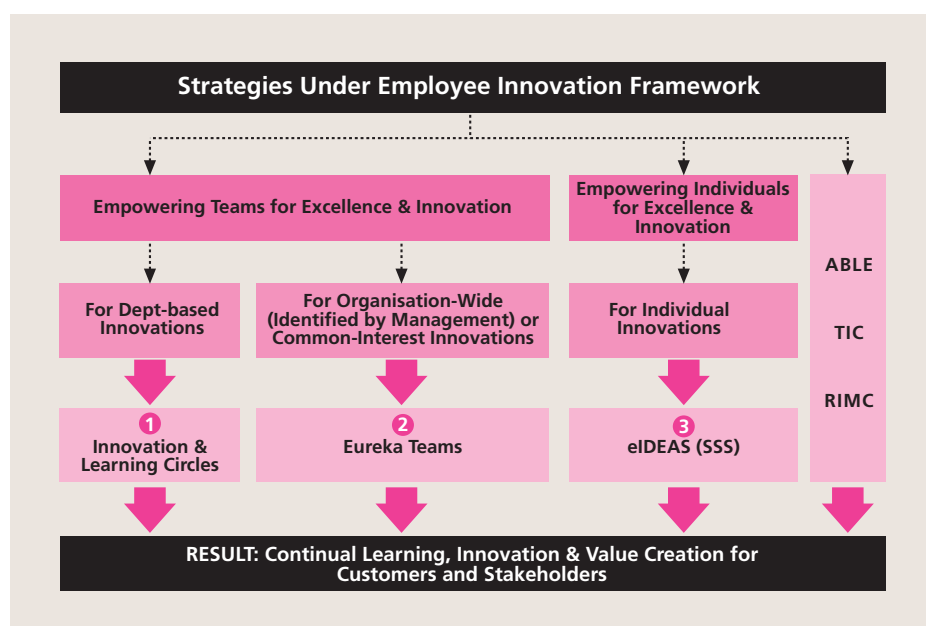 Strategies Under Employee Innovation Framework
Empowering Teams for Excellence & Innovation
Empowering Individuals
for Excellence &
Innovation
For Dept-based
Innovations
For Organisation-Wide
(Identified by Management) or
Common-Interest Innovations
For Individual
Innovations
1
Innovation &
Learning Circles
2
Eureka Teams
3
eIDEAS (SSS)
ABLE
TIC
RIMC
RESULT: Continual Learning, Innovation & Value Creation for
Customers and Stakeholders